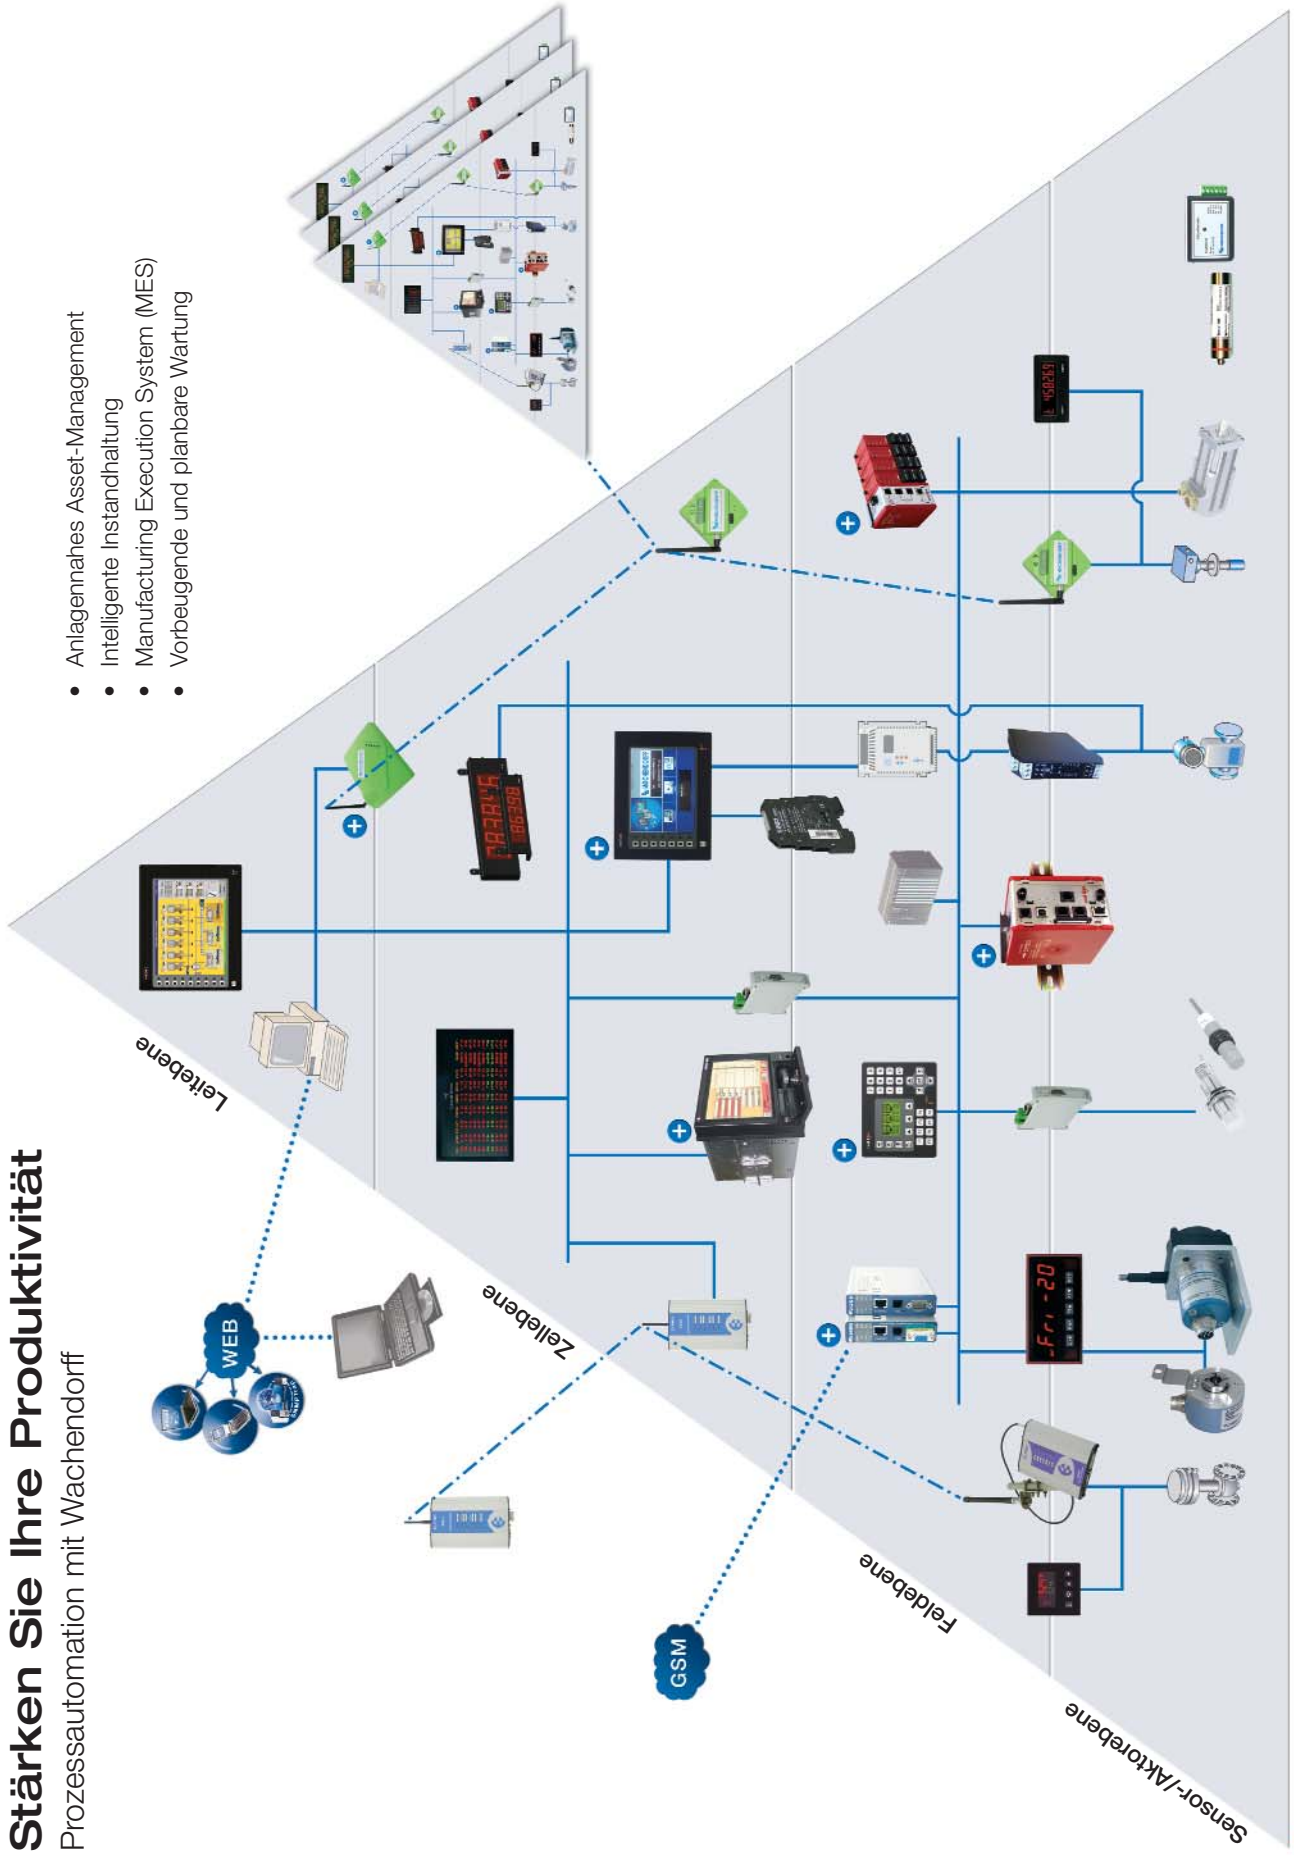 Stärken Sie Ihre Produktivität
Prozessautomation mit Wachendorff
• Anlagennahes Asset-Management
• Intelligente Instandhaltung
• Manufacturing Execution System (MES)
• Vorbeugende und planbare Wartung
Leitebene
WEB
Zellebene
GSM
Feldebene
Sensor-/Aktorebene